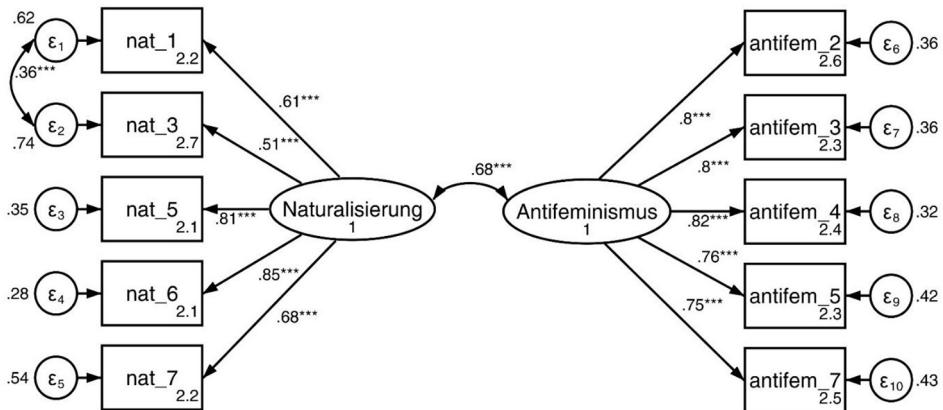 .62
ε1
nat_1
2.2
.36***
ε2
.74
nat_3
2.7
.35
ε3
nat_5
2.1
.28
ε4
nat_6
2.1
.54
ε5
nat_7
2.2
.61***
.51***
.81***
.85***
.68***
Naturalisierung
1
.68***
Antifeminismus
1
.8***
.8***
.82***
.76***
.75***
antifem_2
2.6
ε6
.36
antifem_3
2.3
ε7
.36
antifem_4
2.4
ε8
.32
antifem_5
2.3
ε9
.42
antifem_7
2.5
ε10
.43